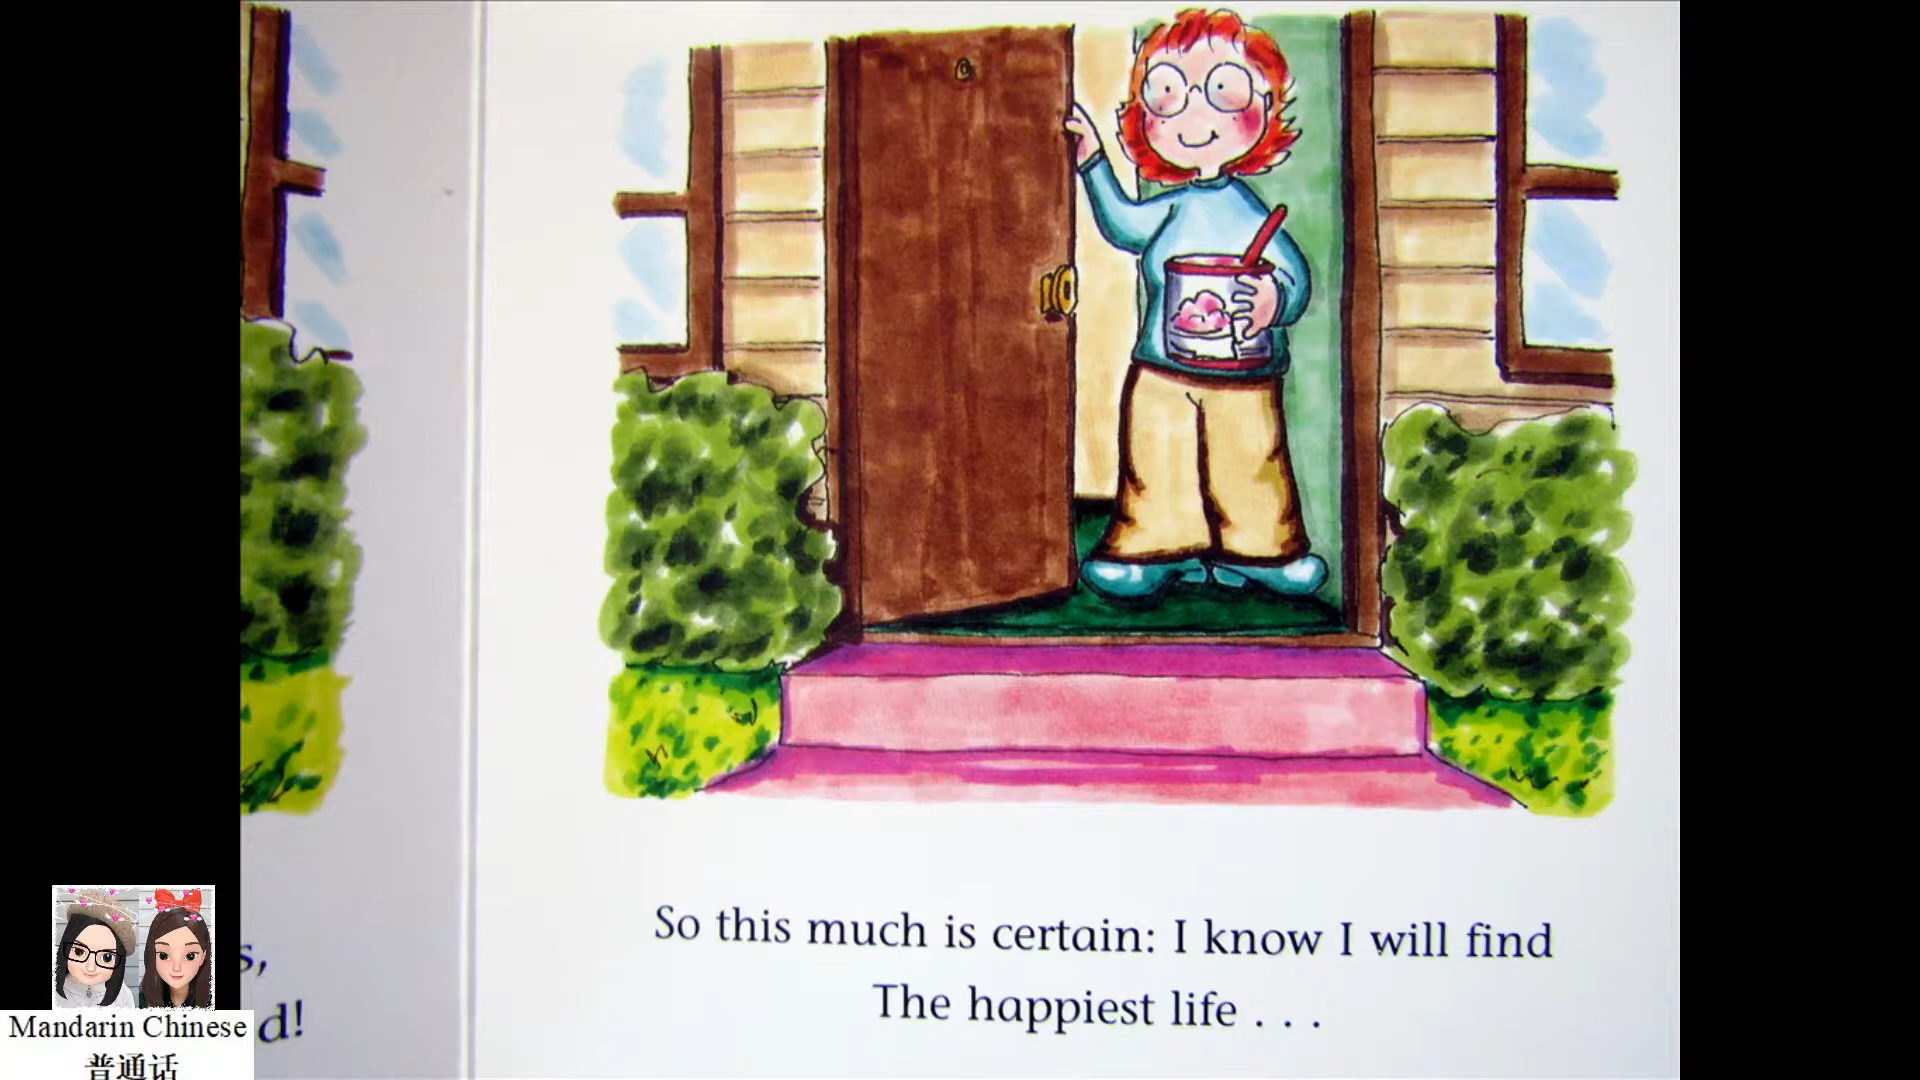 s,
d!
So this much is certain: I know I will find
The happiest life . . .
Mandarin Chinese
普通话